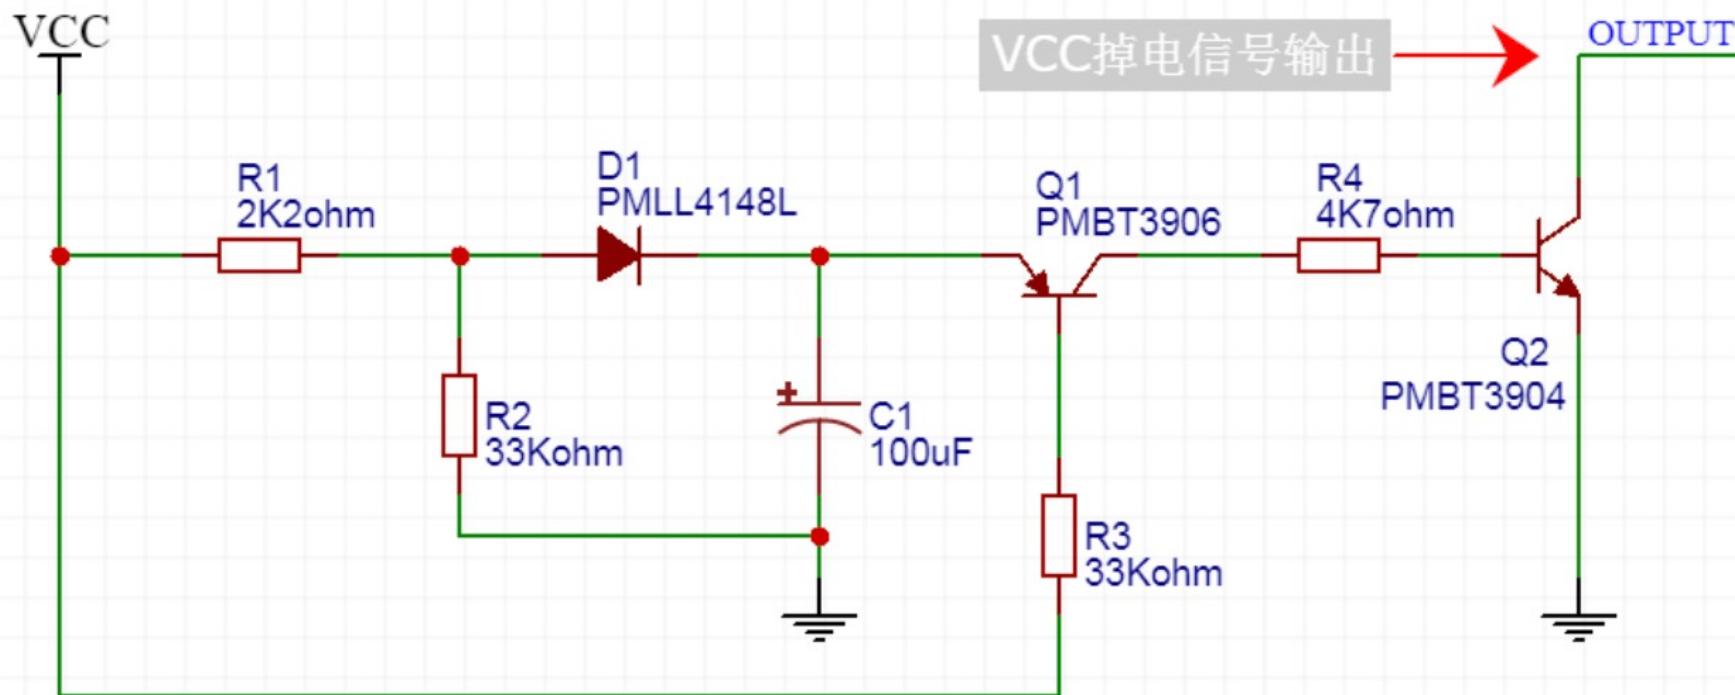 VCC
VCC掉电信号输出
OUTPUT
R1
2K2ohm
D1
PMLL4148L
Q1
PMBT3906
R4
4K7ohm
Q2
PMBT3904
R2
33Kohm
+
C1
100uF
R3
33Kohm